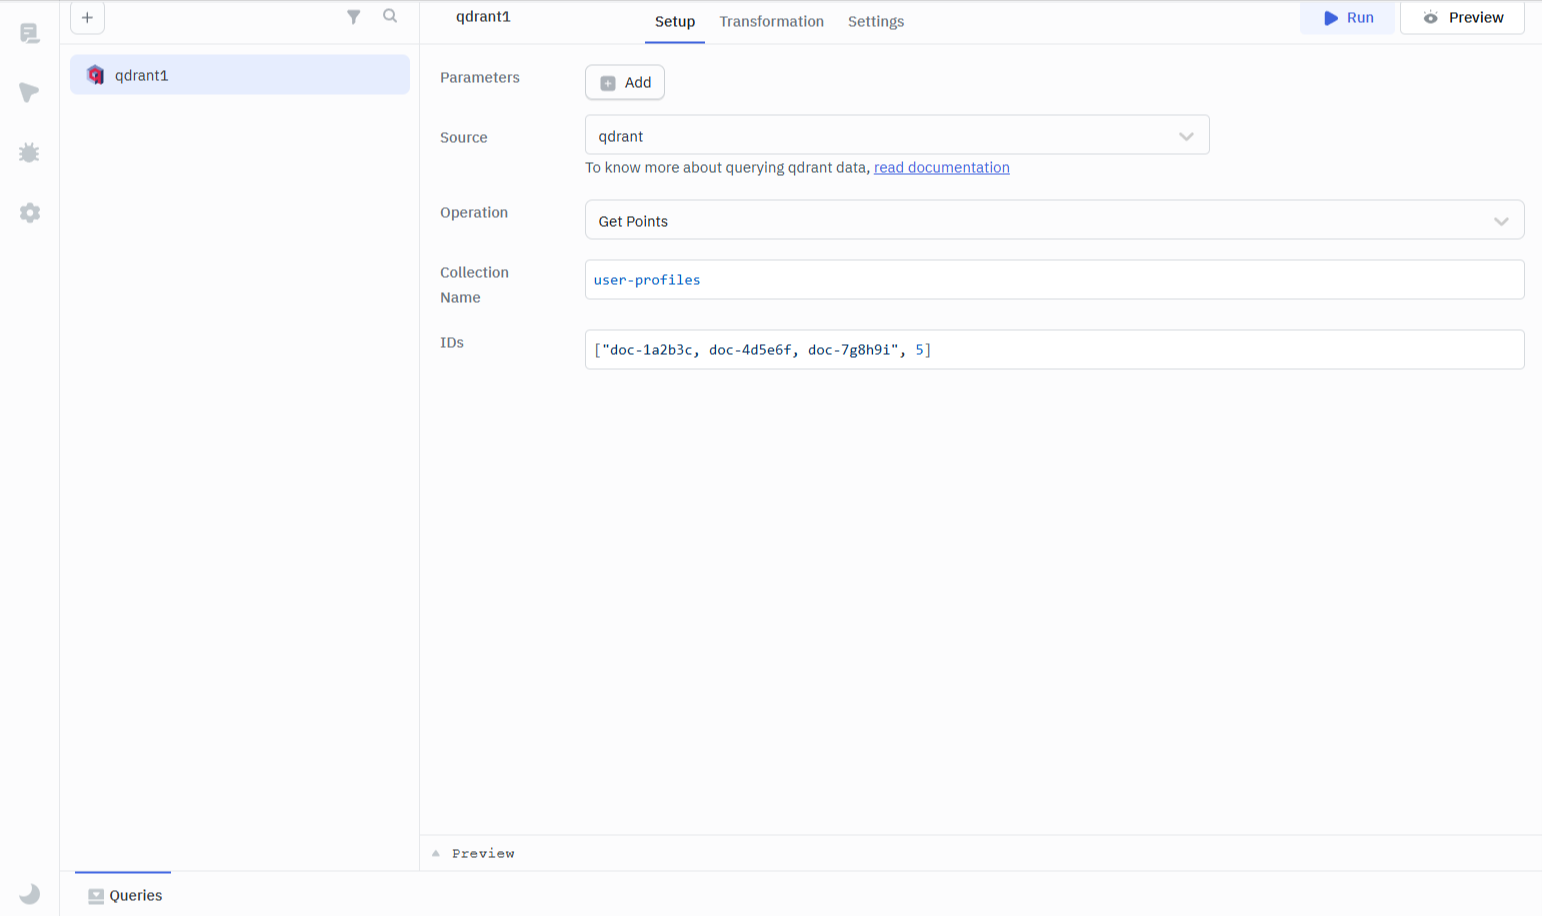 qdrant1
Setup Transformation Settings
Run
Preview
qdrant1
Parameters
Add
Source
qdrant
To know more about querying qdrant data, read documentation
Operation
Get Points
Collection
Name
user-profiles
IDs
["doc-1a2b3c, doc-4d5e6f, doc-7g8h9i", 5]
Preview
Queries